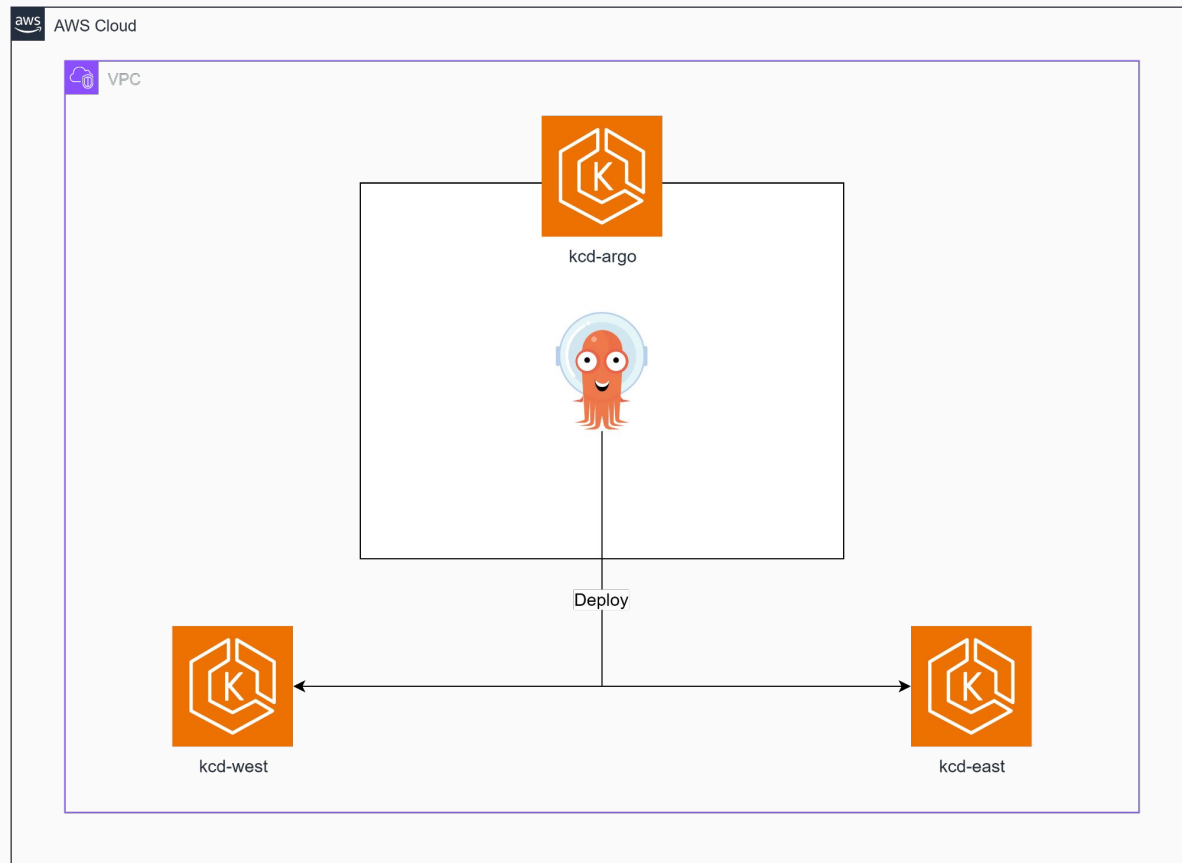 aws
AWS Cloud
VPC
K
kcd-argo
Deploy
K
K
kcd-west
kcd-east